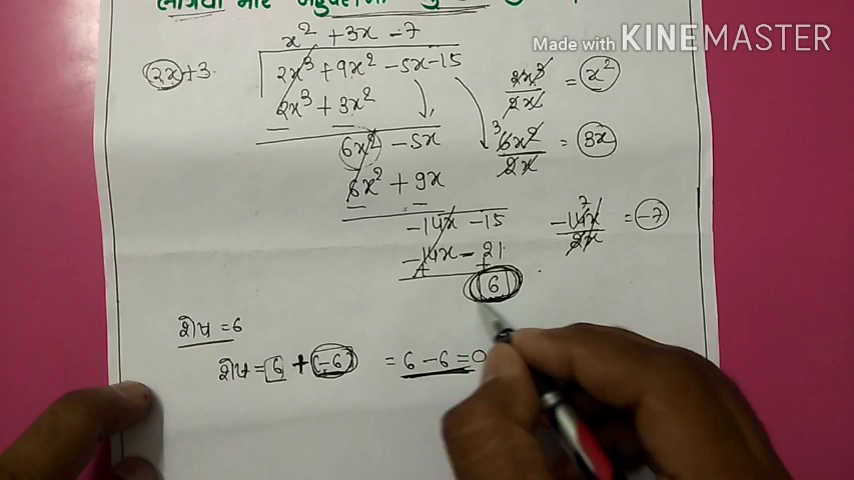 Made with KINEMASTER
x² + 3x - 7
2x + 3 2x³ + 9x² - 5x - 15
2x³ + 3x²
6x² - 5x
6x² + 9x
-14x - 15
-14x - 21
6
2x³ / 2x = x²
3 6x² / 2x = 3x
7 -14x / 2x = -7
શેષ = 6
શેષ = 6 + (-6) = 6 - 6 = 0